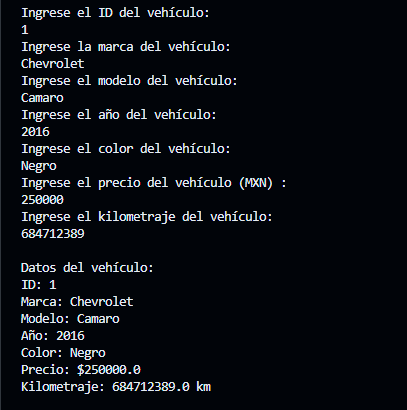 Ingrese el ID del vehículo:
1
Ingrese la marca del vehículo:
Chevrolet
Ingrese el modelo del vehículo:
Camaro
Ingrese el año del vehículo:
2016
Ingrese el color del vehículo:
Negro
Ingrese el precio del vehículo (MXN) :
250000
Ingrese el kilometraje del vehículo:
684712389
Datos del vehículo:
ID: 1
Marca: Chevrolet
Modelo: Camaro
Año: 2016
Color: Negro
Precio: $250000.0
Kilometraje: 684712389.0 km